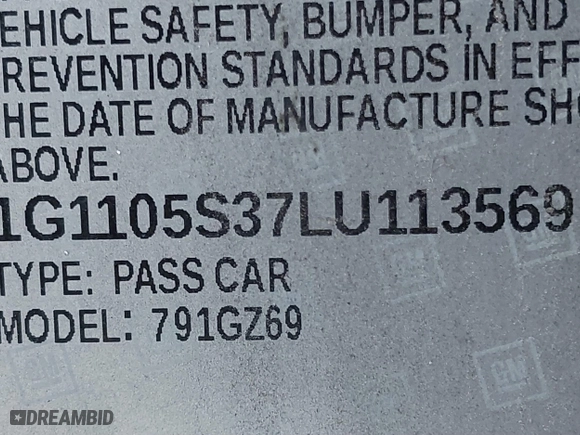 EHICLE SAFETY, BUMPER, AND
REVENTION STANDARDS IN EFF
HE DATE OF MANUFACTURE SHO
ABOVE.
1G1105S37LU113569
TYPE: PASS CAR
MODEL: 791GZ69
GM
DREAMBID